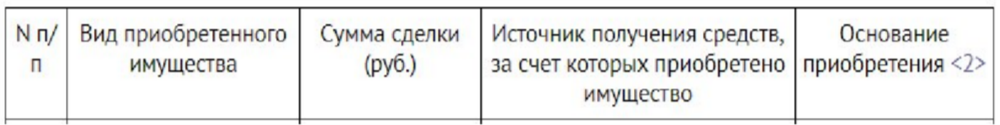 N п/
п
Вид приобретенного
имущества
Сумма сделки
(руб.)
Источник получения средств,
за счет которых приобретено
имущество
Основание
приобретения <2>